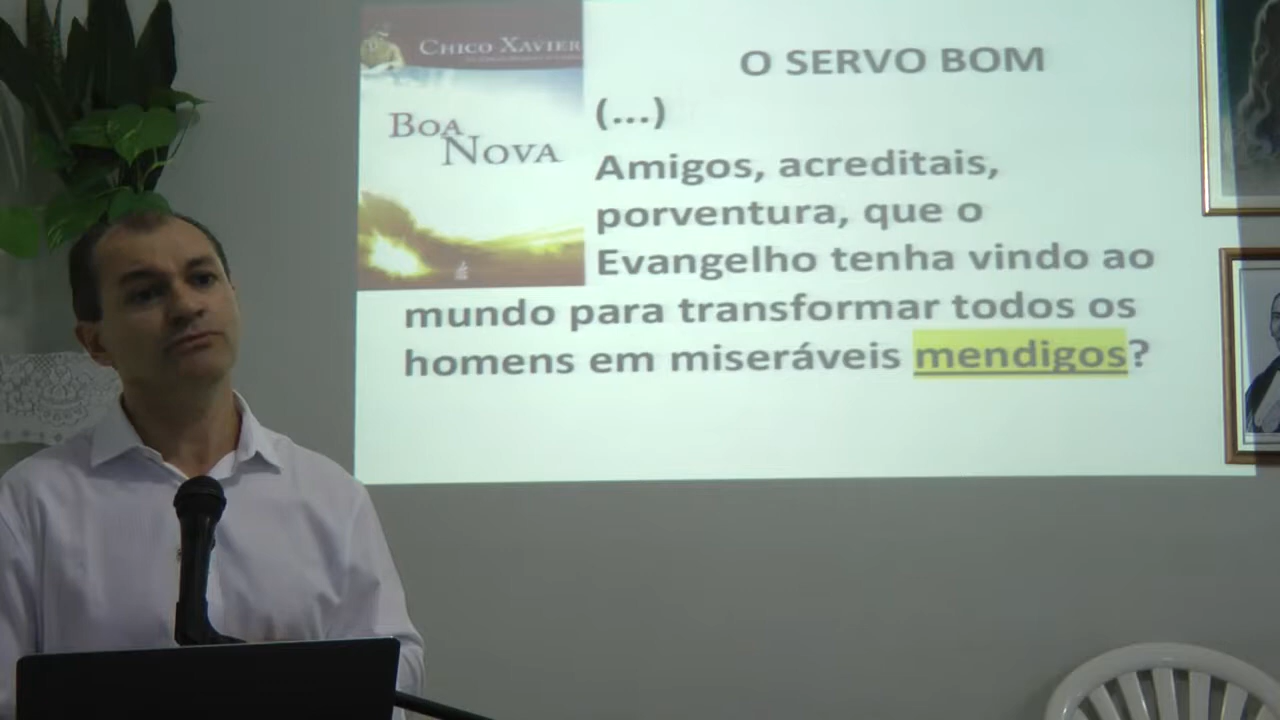 CHICO XAVIER
BOA
NOVA
O SERVO BOM
(...)
Amigos, acreditais,
porventura, que o
Evangelho tenha vindo ao
mundo para transformar todos os
homens em miseráveis mendigos?